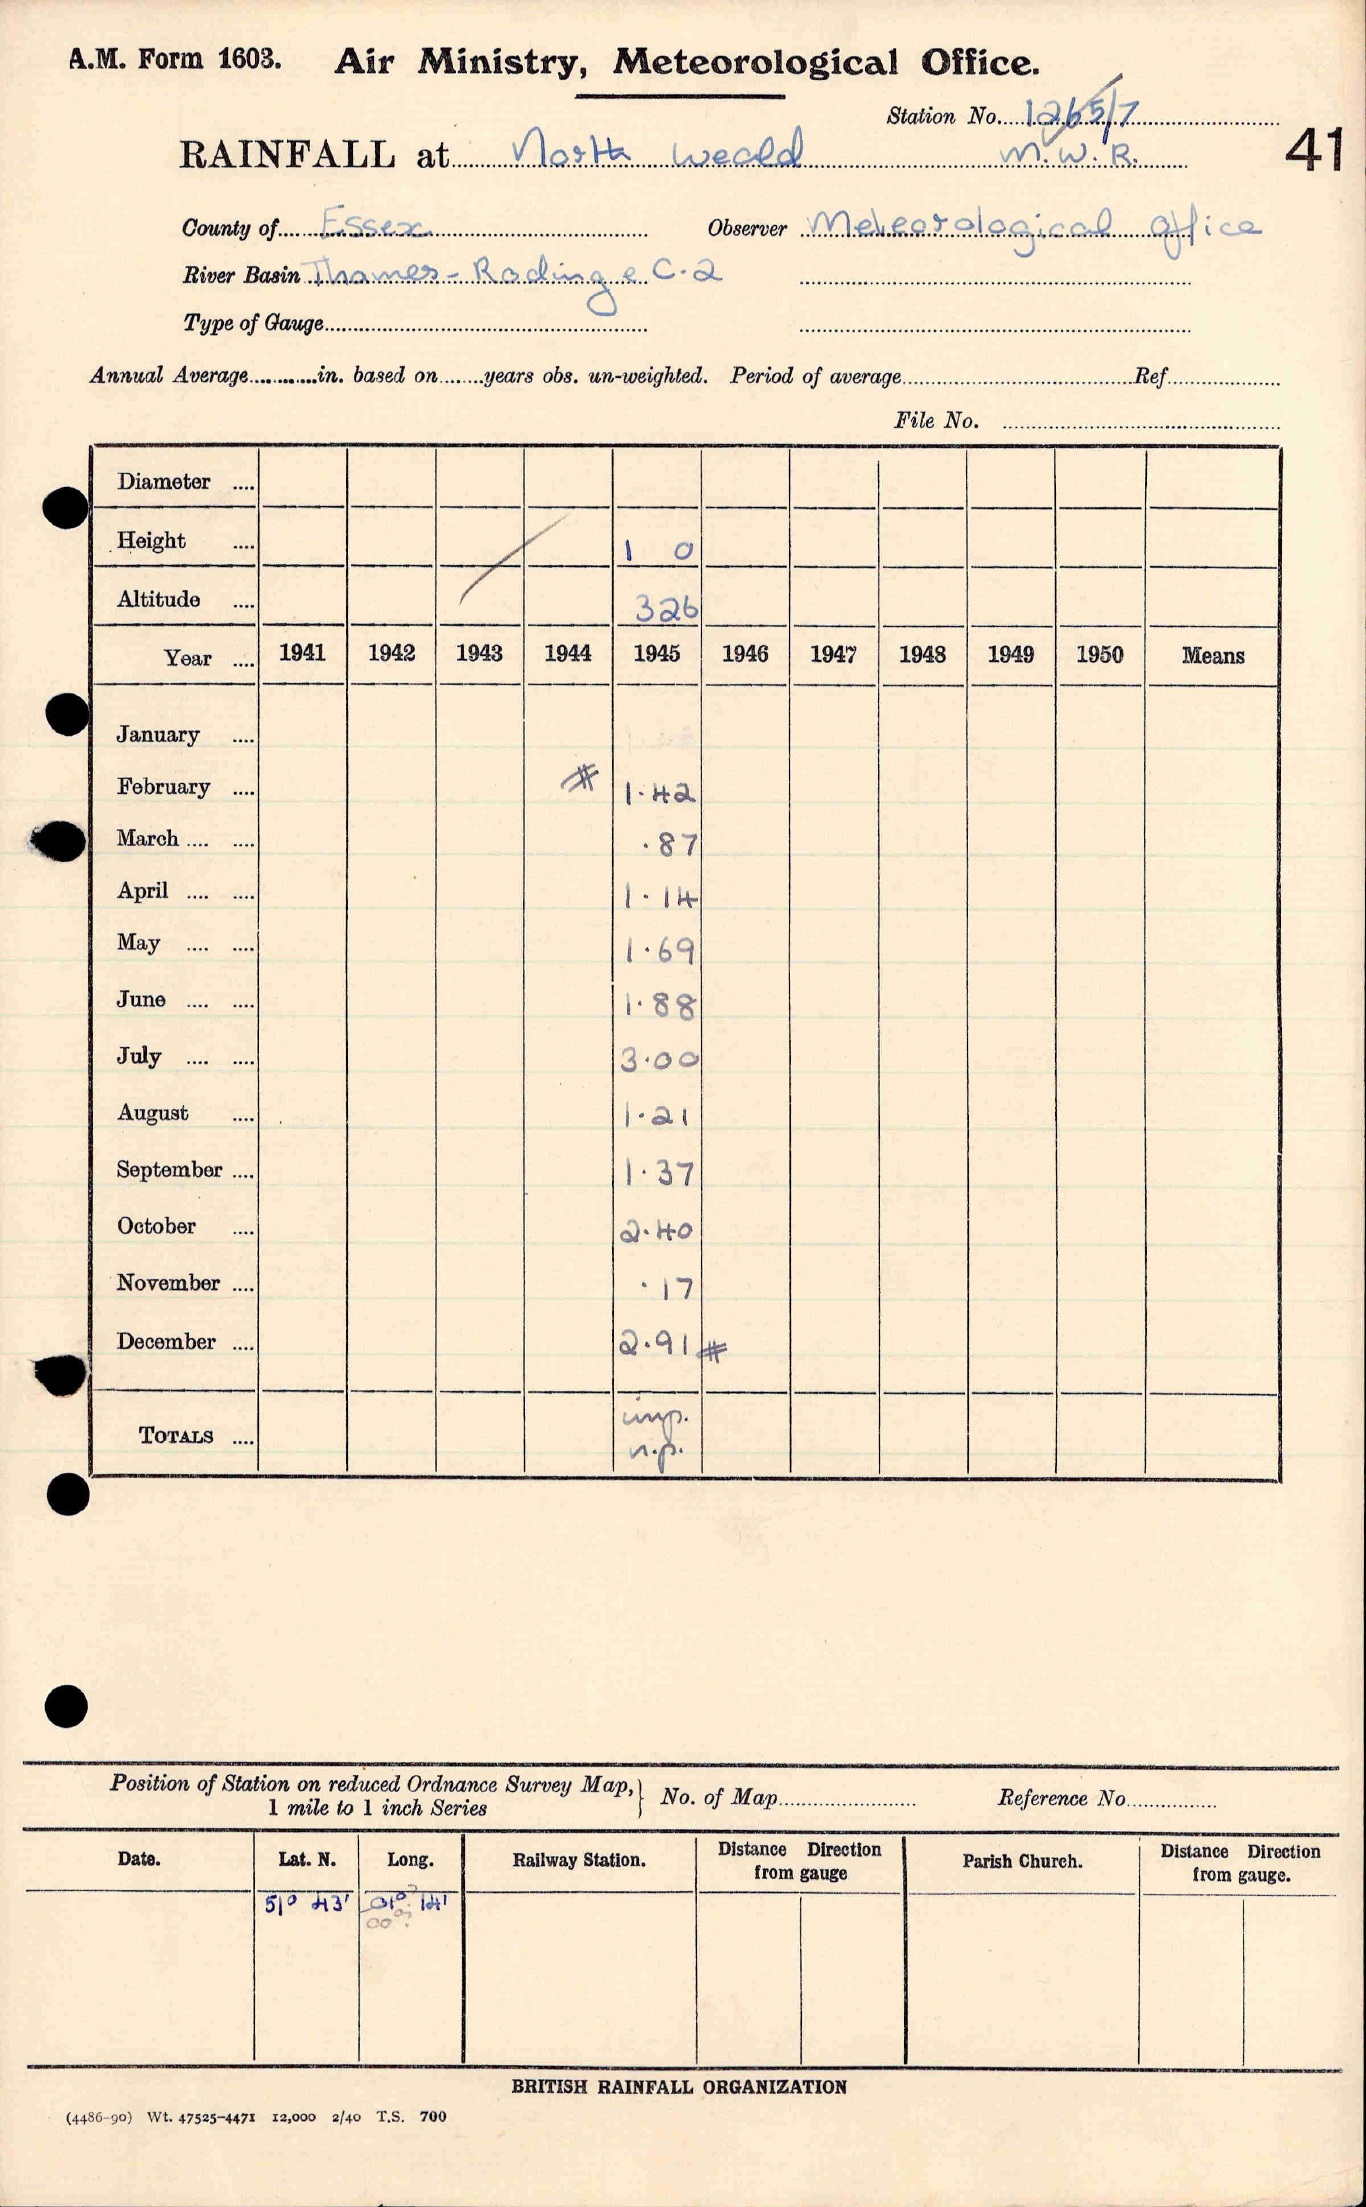 A.M. Form 1603. Air Ministry, Meteorological Office.
Station No. 1265/7
RAINFALL at North Weald M.W.R. 41
County of Essex Observer Meteorological Office
River Basin Thames - Roding e C.2
Type of Gauge
Annual Average in. based on years obs. un-weighted. Period of average Ref.
File No.
Diameter
Height 1 0
Altitude 326
Year 1941 1942 1943 1944 1945 1946 1947 1948 1949 1950 Means
January
February # 1.42
March .87
April 1.14
May 1.69
June 1.88
July 3.00
August 1.21
September 1.37
October 2.40
November .17
December 2.91 #
TOTALS imp.
n.p.
Position of Station on reduced Ordnance Survey Map, } No. of Map Reference No.
1 mile to 1 inch Series
Date. Lat. N. Long. Railway Station. Distance Direction from gauge Parish Church. Distance Direction from gauge.
51° 43' 01°? 14'
00°?
BRITISH RAINFALL ORGANIZATION
(4486-90) Wt. 47525-4471 12,000 2/40 T.S. 700